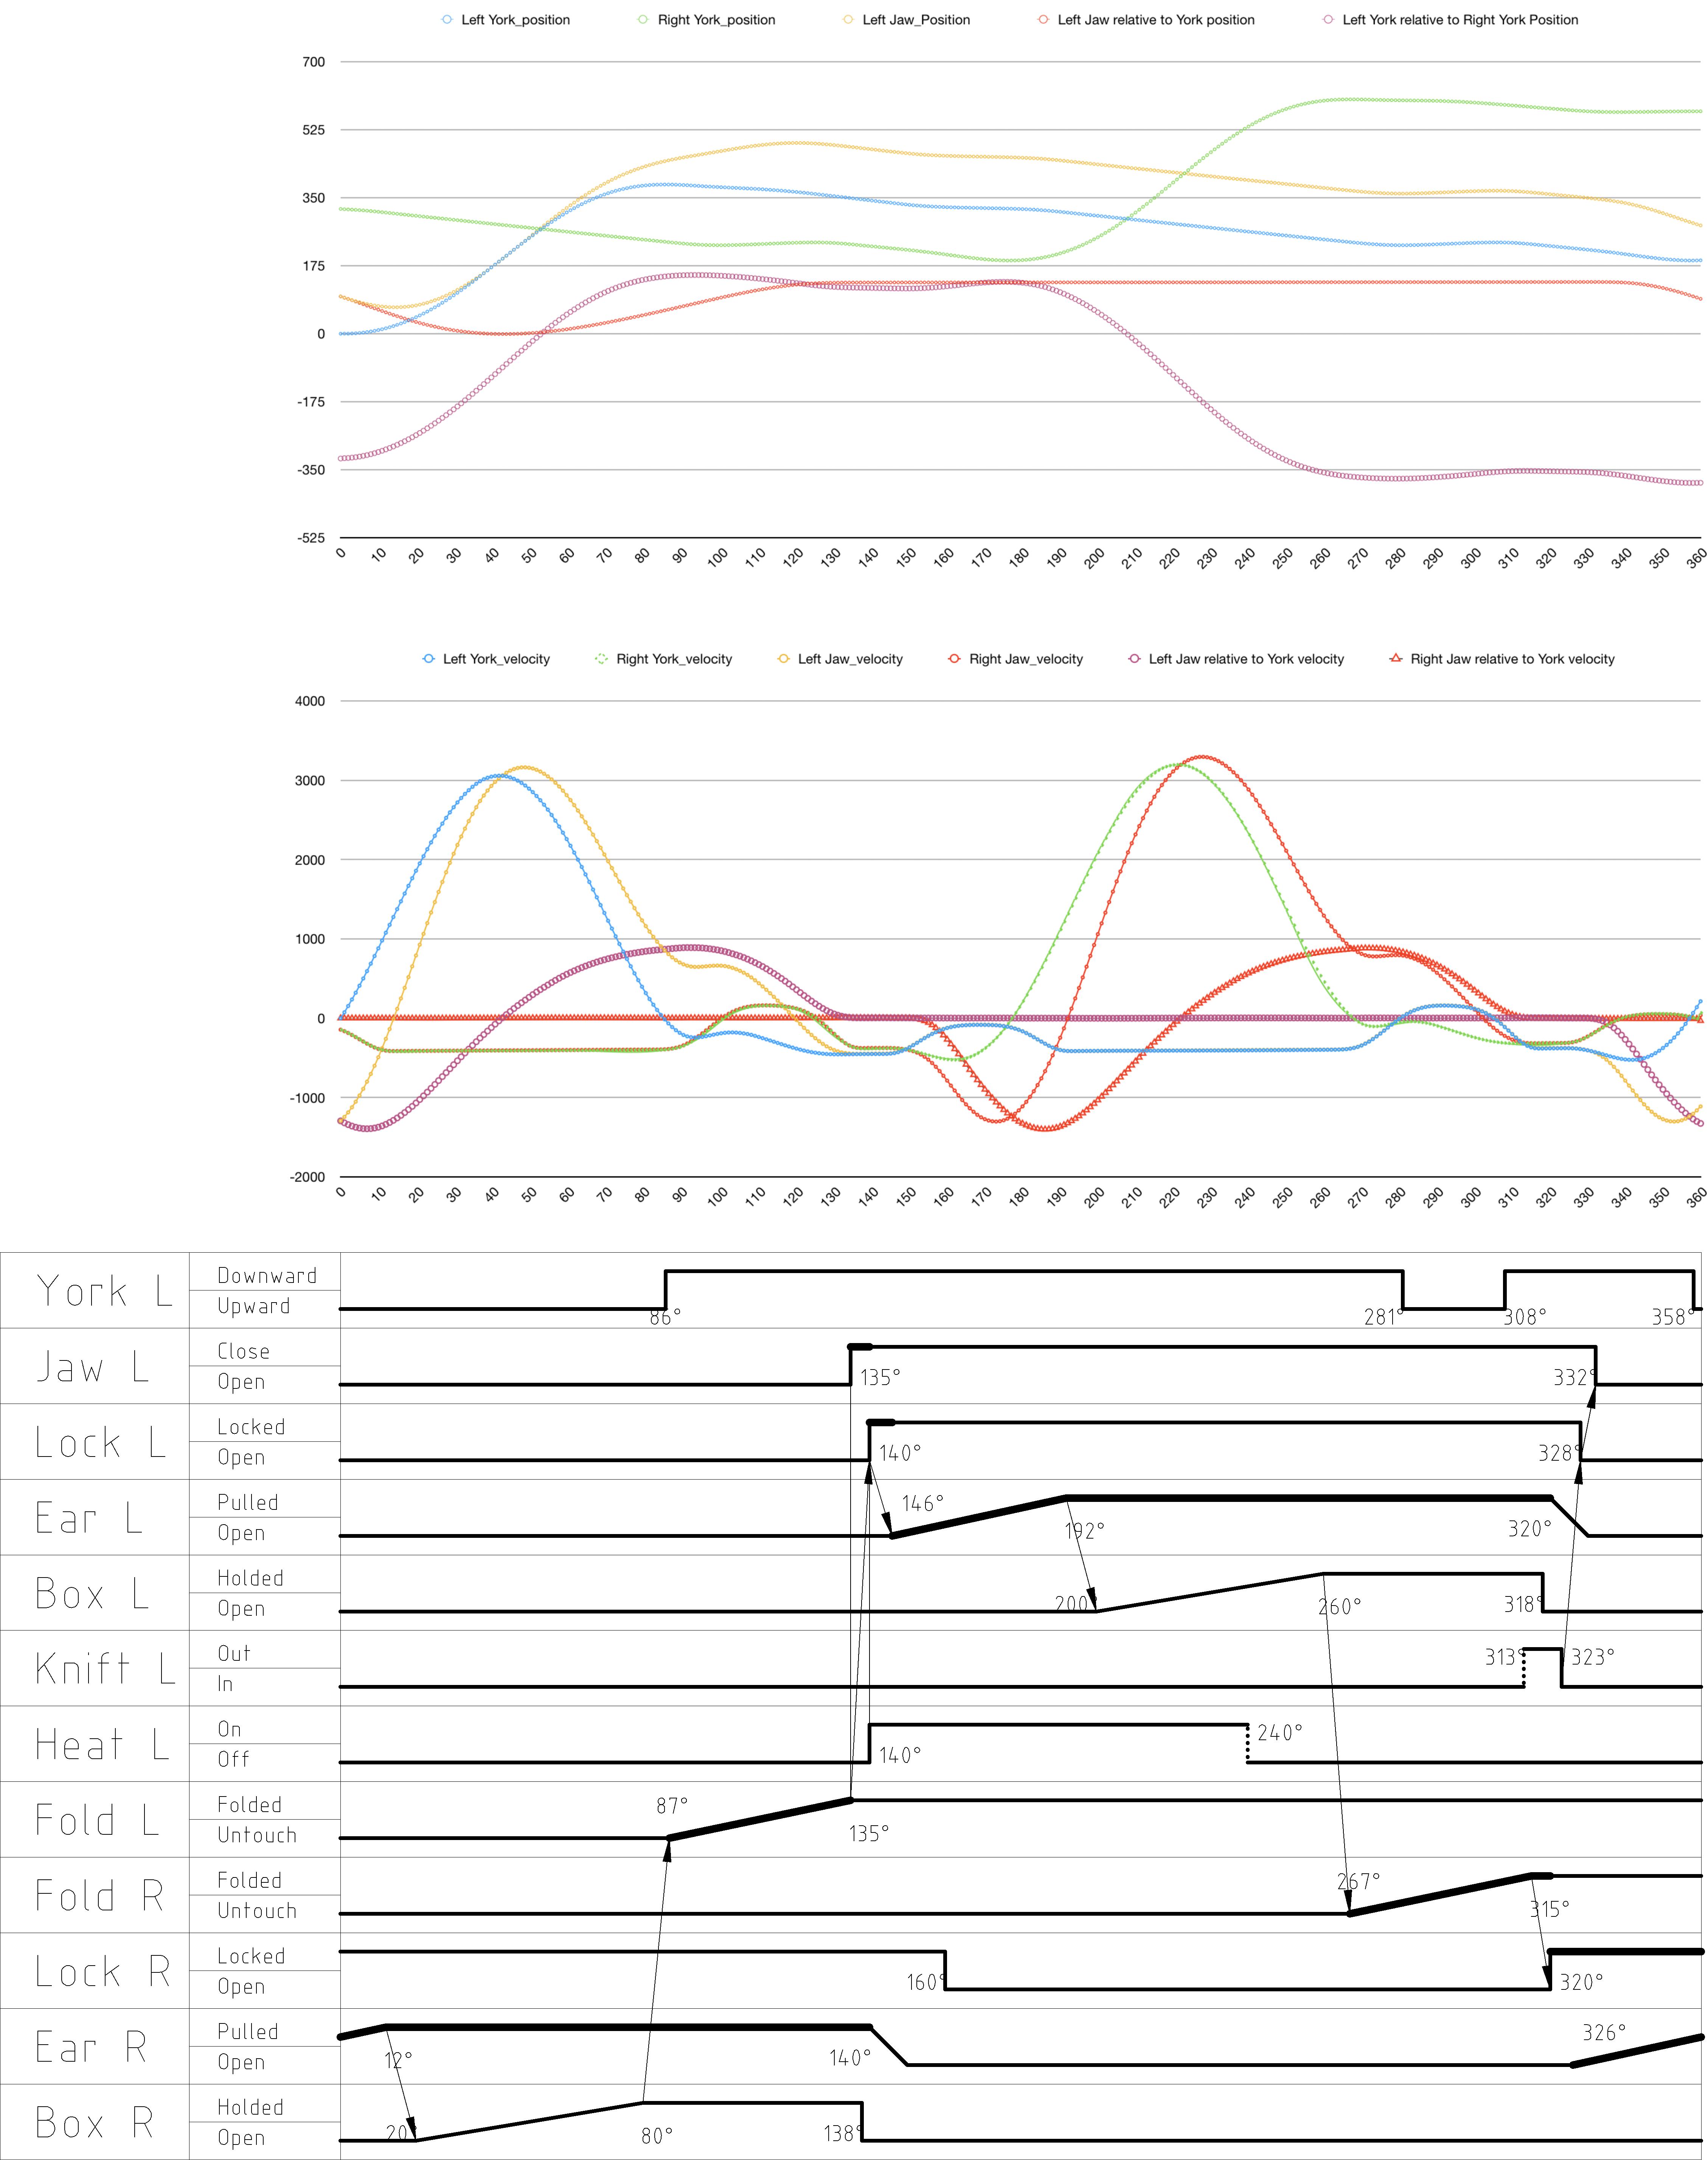 Left York_position Right York_position Left Jaw_Position Left Jaw relative to York position Left York relative to Right York Position
700
525
350
175
0
-175
-350
-525
0 10 20 30 40 50 60 70 80 90 100 110 120 130 140 150 160 170 180 190 200 210 220 230 240 250 260 270 280 290 300 310 320 330 340 350 360
Left York_velocity Right York_velocity Left Jaw_velocity Right Jaw_velocity Left Jaw relative to York velocity Right Jaw relative to York velocity
4000
3000
2000
1000
0
-1000
-2000
0 10 20 30 40 50 60 70 80 90 100 110 120 130 140 150 160 170 180 190 200 210 220 230 240 250 260 270 280 290 300 310 320 330 340 350 360
York L
Downward
Upward
86° 281° 308° 358°
Jaw L
Close
Open
135° 332°
Lock L
Locked
Open
140° 328°
Ear L
Pulled
Open
146° 192° 320°
Box L
Holded
Open
200° 260° 318°
Knift L
Out
In
313° 323°
Heat L
On
Off
140° 240°
Fold L
Folded
Untouch
87° 135°
Fold R
Folded
Untouch
267° 315°
Lock R
Locked
Open
160° 320°
Ear R
Pulled
Open
12° 140° 326°
Box R
Holded
Open
20° 80° 138°